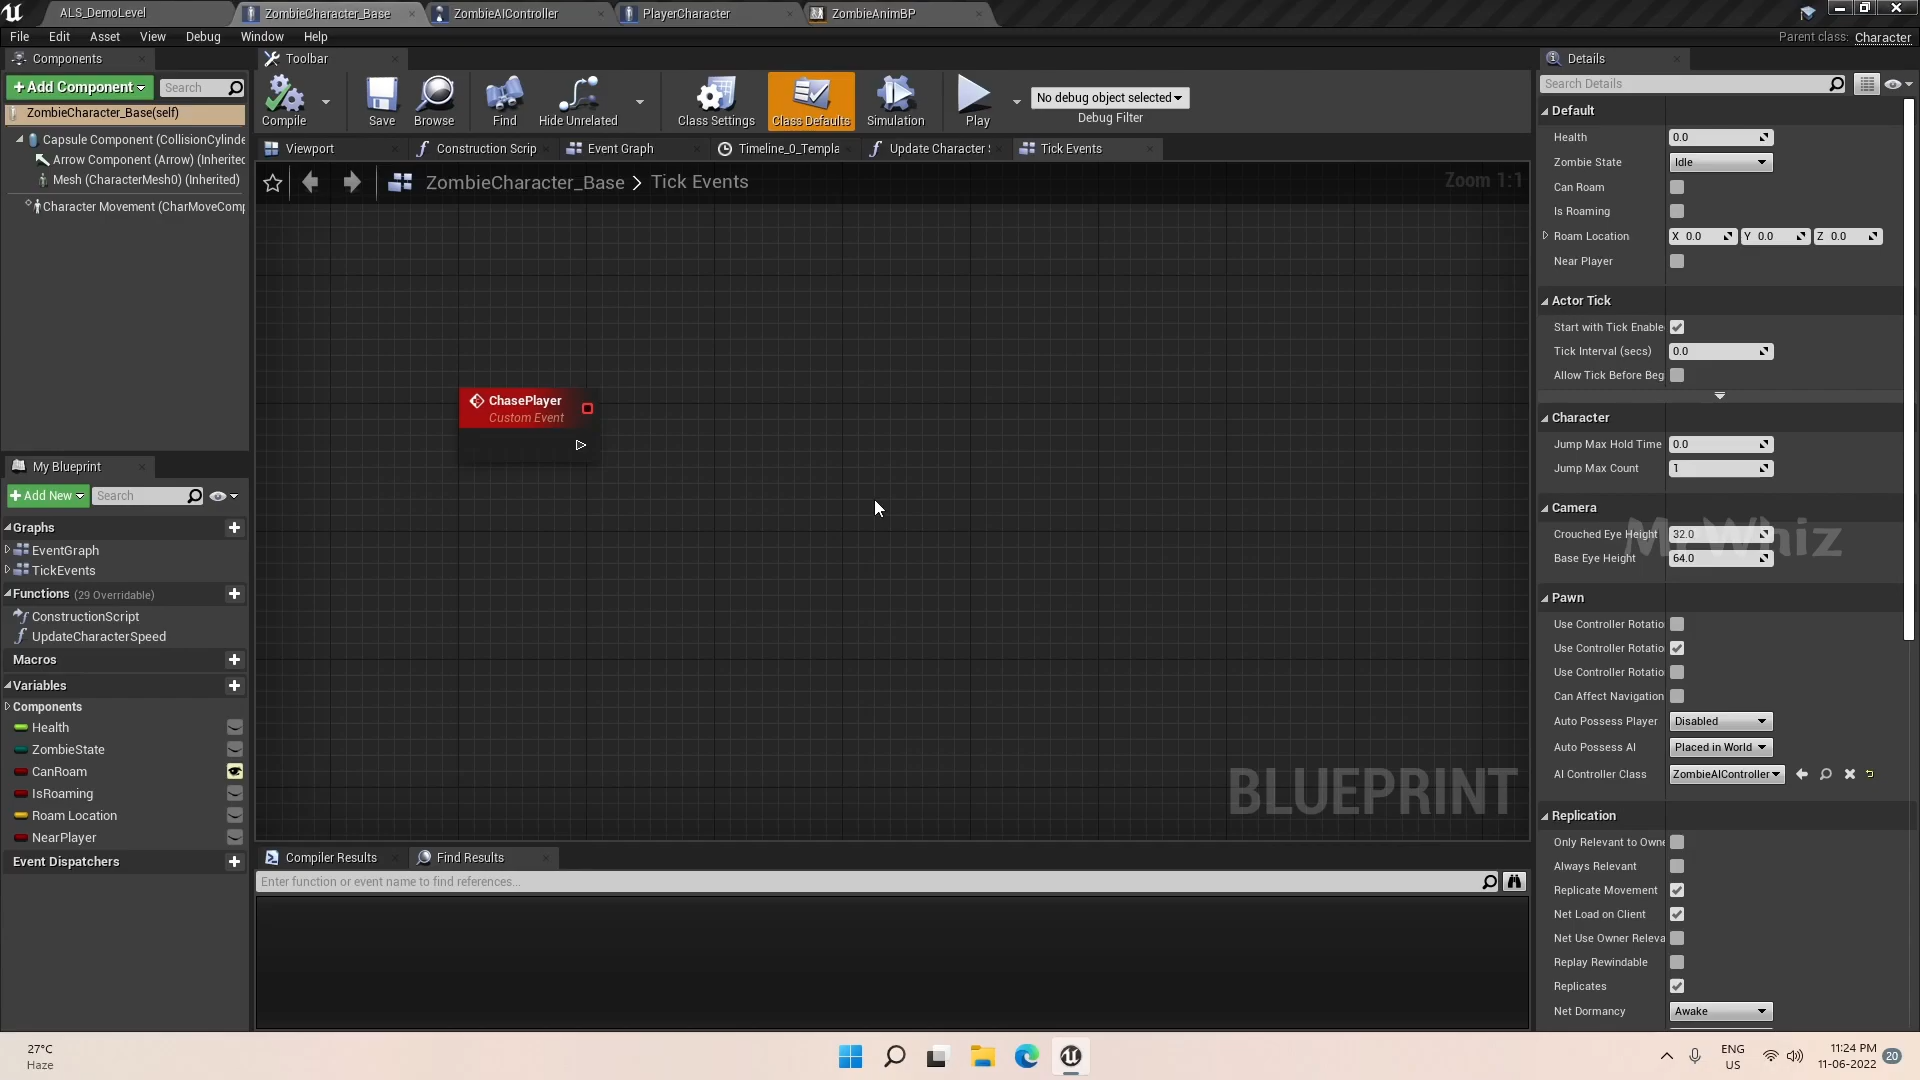 ALS_DemoLevel
ZombieCharacter_Base
ZombieAIController
PlayerCharacter
ZombieAnimBP
File Edit Asset View Debug Window Help
Parent class: Character
Components
+Add Component
Search
ZombieCharacter_Base(self)
Capsule Component (CollisionCylinde
Arrow Component (Arrow) (Inherited
Mesh (CharacterMesh0) (Inherited)
Character Movement (CharMoveComp
Toolbar
Compile
Save
Browse
Find
Hide Unrelated
Class Settings
Class Defaults
Simulation
Play
No debug object selected
Debug Filter
Viewport
Construction Scrip
Event Graph
Timeline_0_Templa
Update Character S
Tick Events
ZombieCharacter_Base > Tick Events
Zoom 1:1
ChasePlayer
Custom Event
BLUEPRINT
My Blueprint
+Add New
Search
Graphs
EventGraph
TickEvents
Functions (29 Overridable)
ConstructionScript
UpdateCharacterSpeed
Macros
Variables
Components
Health
ZombieState
CanRoam
IsRoaming
Roam Location
NearPlayer
Event Dispatchers
Compiler Results
Find Results
Enter function or event name to find references...
Details
Search Details
Default
Health 0.0
Zombie State Idle
Can Roam
Is Roaming
Roam Location X 0.0 Y 0.0 Z 0.0
Near Player
Actor Tick
Start with Tick Enable
Tick Interval (secs) 0.0
Allow Tick Before Beg
Character
Jump Max Hold Time 0.0
Jump Max Count 1
Camera
Crouched Eye Height 32.0
Base Eye Height 64.0
MrWhiz
Pawn
Use Controller Rotatio
Use Controller Rotatio
Use Controller Rotatio
Can Affect Navigation
Auto Possess Player Disabled
Auto Possess AI Placed in World
AI Controller Class ZombieAIController
Replication
Only Relevant to Owne
Always Relevant
Replicate Movement
Net Load on Client
Net Use Owner Releva
Replay Rewindable
Replicates
Net Dormancy Awake
27°C
Haze
ENG
US
11:24 PM
11-06-2022
20